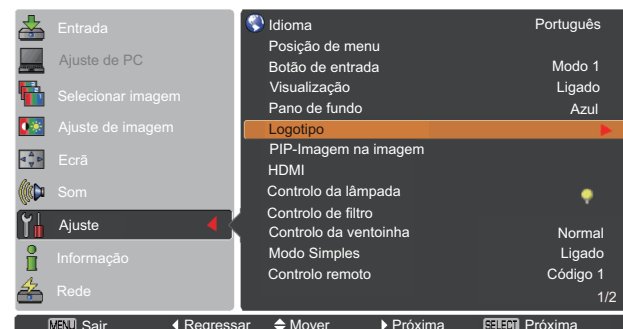 Entrada
Ajuste de PC
Selecionar imagem
Ajuste de imagem
Ecrã
Som
Ajuste
Informação
Rede
Idioma Português
Posição de menu
Botão de entrada Modo 1
Visualização Ligado
Pano de fundo Azul
Logotipo
PIP-Imagem na imagem
HDMI
Controlo da lâmpada
Controlo de filtro
Controlo da ventoinha Normal
Modo Simples Ligado
Controlo remoto Código 1
1/2
MENU Sair Regressar Mover Próxima SELECT Próxima